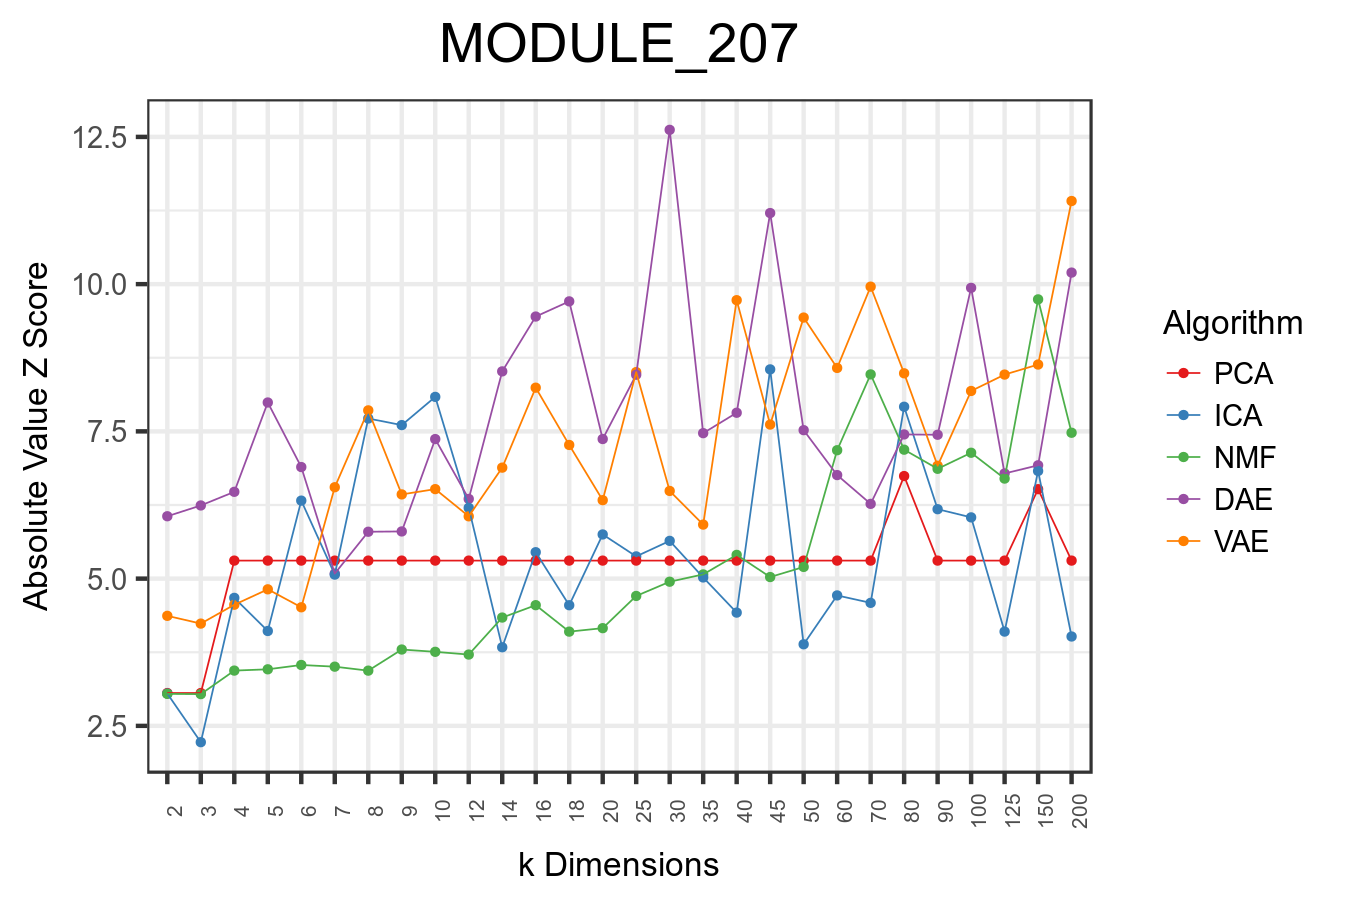 MODULE_207
Absolute Value Z Score
12.5
10.0
7.5
5.0
2.5
2 3 4 5 6 7 8 9 10 12 14 16 18 20 25 30 35 40 45 50 60 70 80 90 100 125 150 200
k Dimensions
Algorithm
PCA
ICA
NMF
DAE
VAE